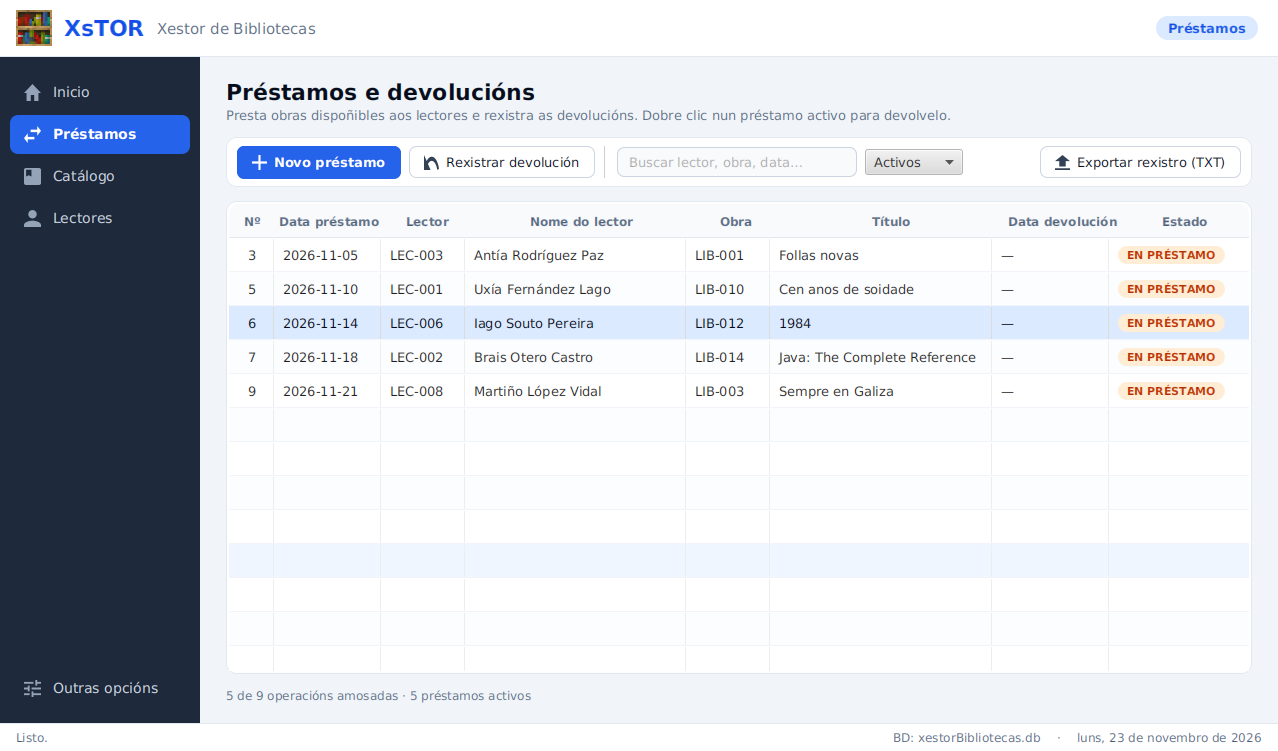 XsTOR Xestor de Bibliotecas Préstamos
Inicio
Préstamos
Catálogo
Lectores
Outras opcións
Préstamos e devolucións
Presta obras dispoñibles aos lectores e rexistra as devolucións. Dobre clic nun préstamo activo para devolvelo.
Novo préstamo Rexistrar devolución Buscar lector, obra, data... Activos Exportar rexistro (TXT)
Nº Data préstamo Lector Nome do lector Obra Título Data devolución Estado
3 2026-11-05 LEC-003 Antía Rodríguez Paz LIB-001 Follas novas — EN PRÉSTAMO
5 2026-11-10 LEC-001 Uxía Fernández Lago LIB-010 Cen anos de soidade — EN PRÉSTAMO
6 2026-11-14 LEC-006 Iago Souto Pereira LIB-012 1984 — EN PRÉSTAMO
7 2026-11-18 LEC-002 Brais Otero Castro LIB-014 Java: The Complete Reference — EN PRÉSTAMO
9 2026-11-21 LEC-008 Martiño López Vidal LIB-003 Sempre en Galiza — EN PRÉSTAMO
5 de 9 operacións amosadas · 5 préstamos activos
Listo. BD: xestorBibliotecas.db · luns, 23 de novembro de 2026